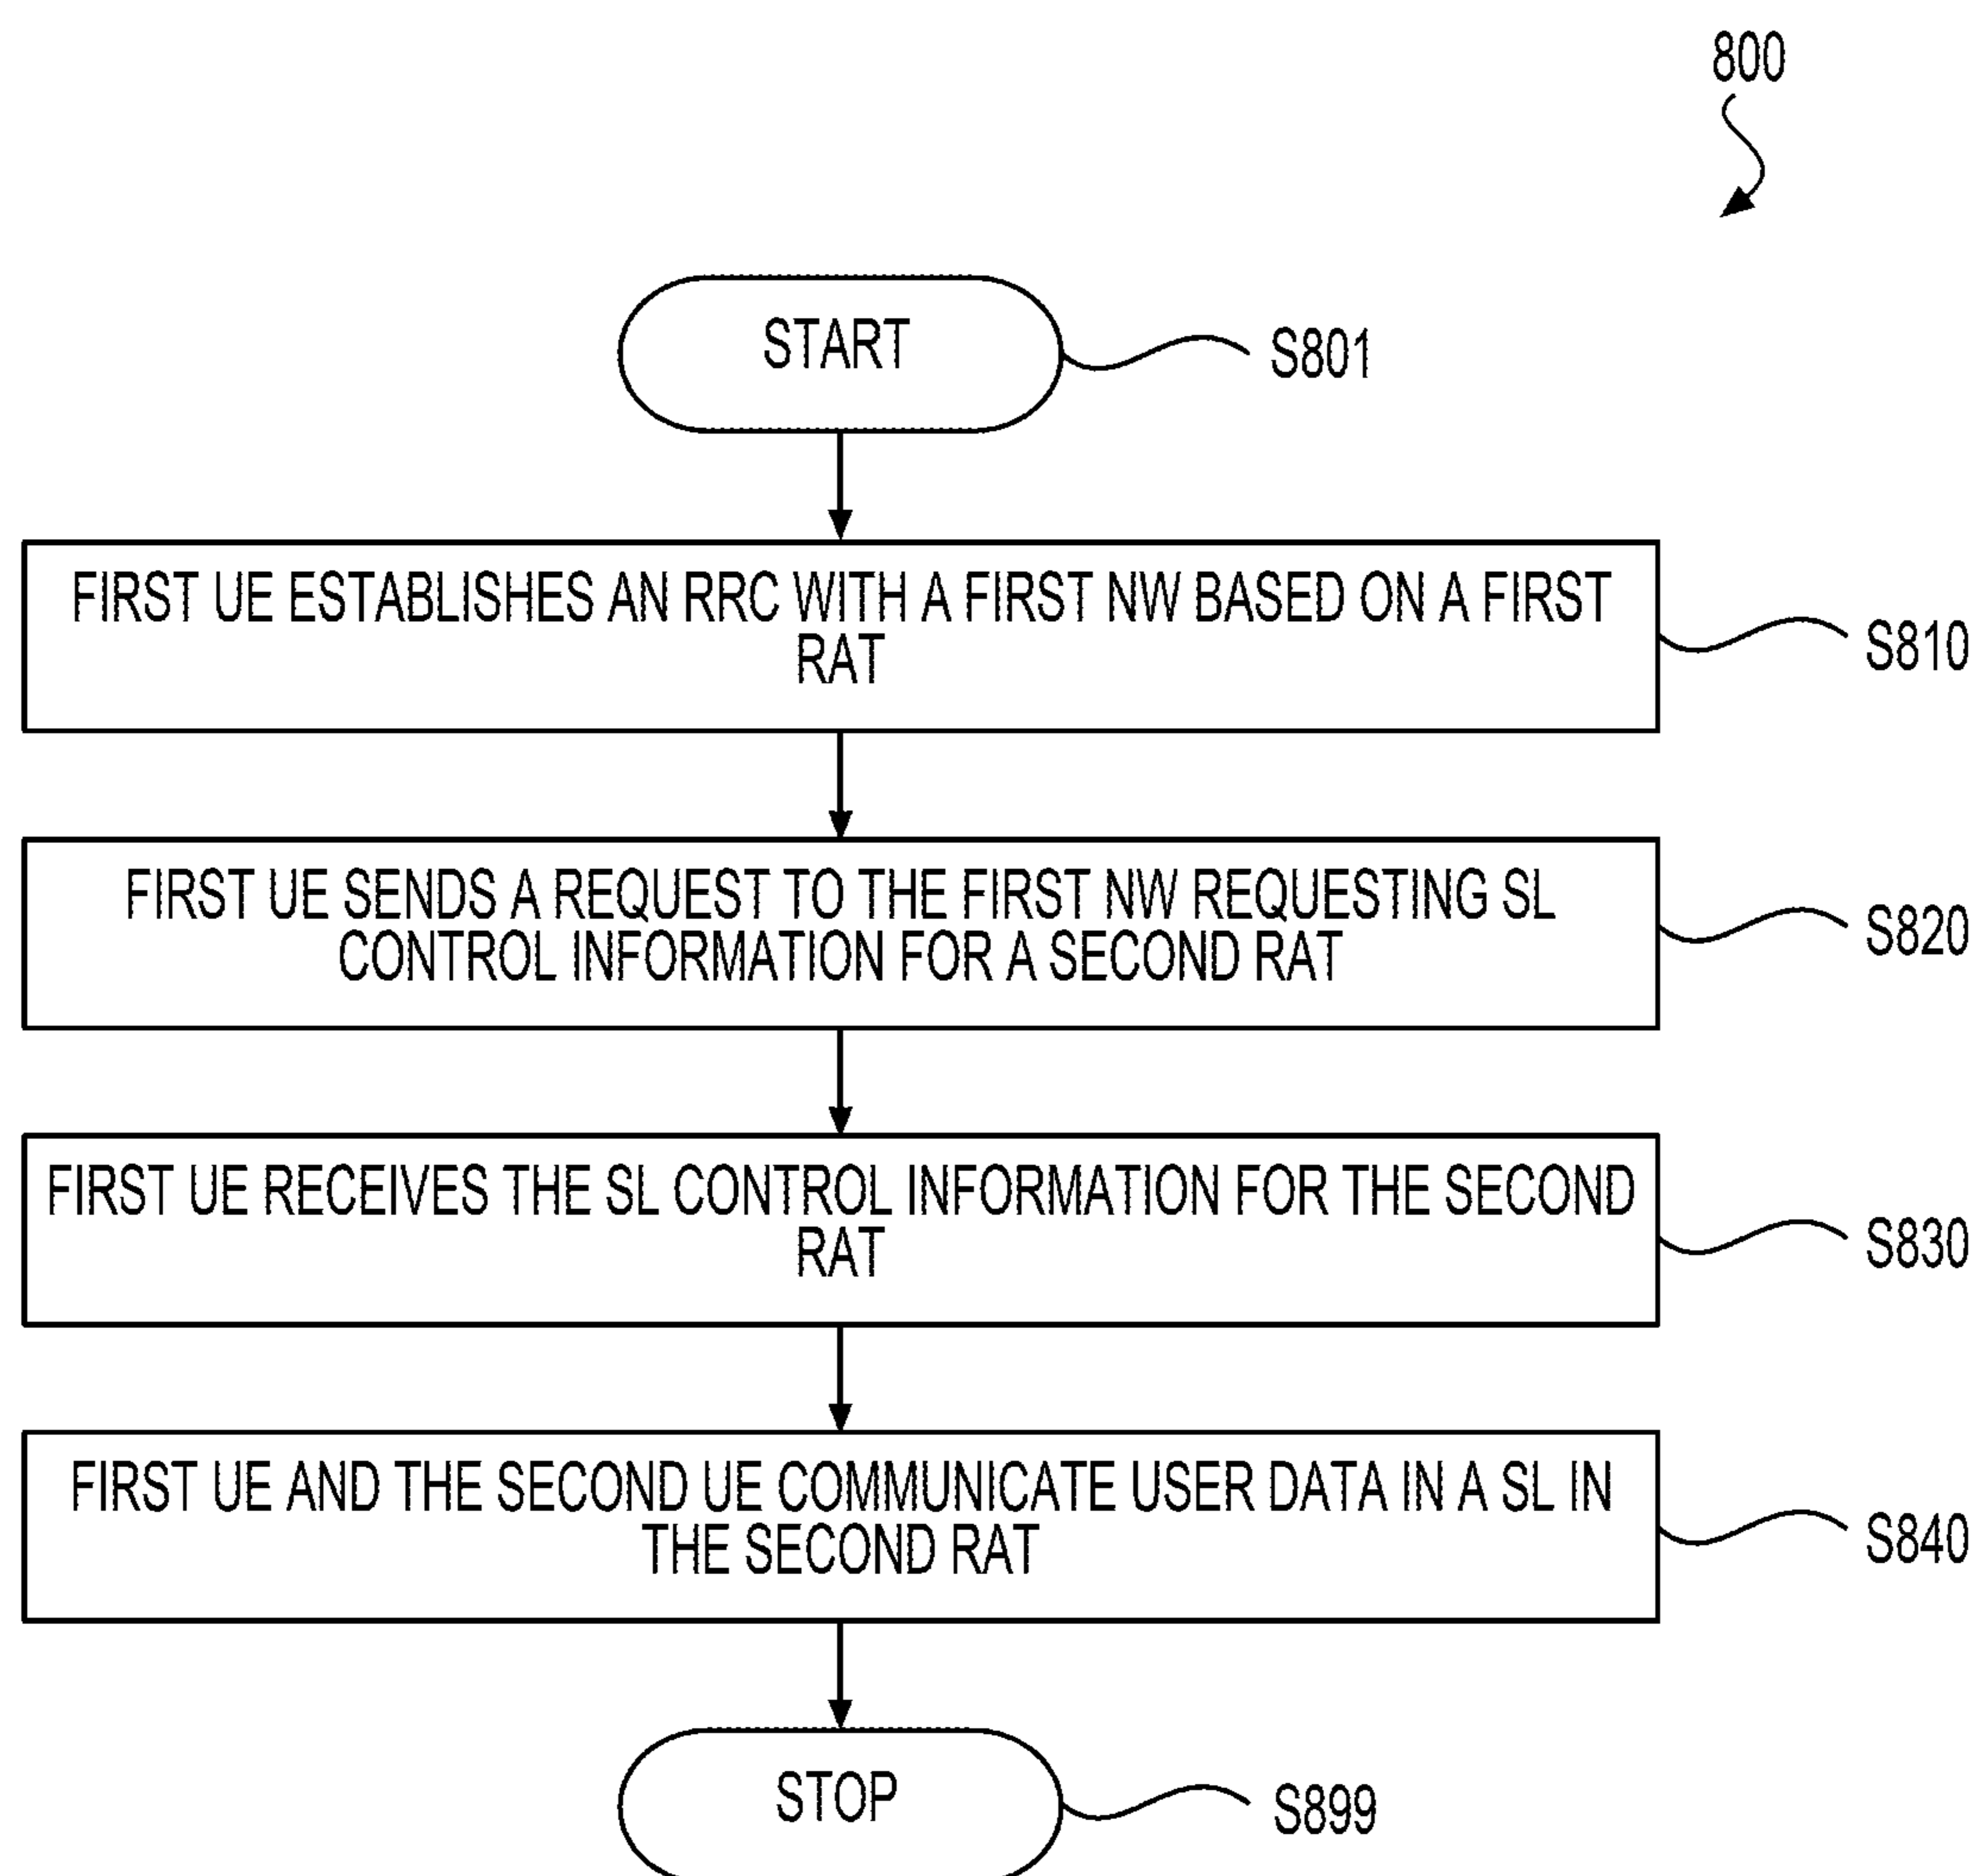 800
START
S801
FIRST UE ESTABLISHES AN RRC WITH A FIRST NW BASED ON A FIRST
RAT
S810
FIRST UE SENDS A REQUEST TO THE FIRST NW REQUESTING SL
CONTROL INFORMATION FOR A SECOND RAT
S820
FIRST UE RECEIVES THE SL CONTROL INFORMATION FOR THE SECOND
RAT
S830
FIRST UE AND THE SECOND UE COMMUNICATE USER DATA IN A SL IN
THE SECOND RAT
S840
STOP
S899